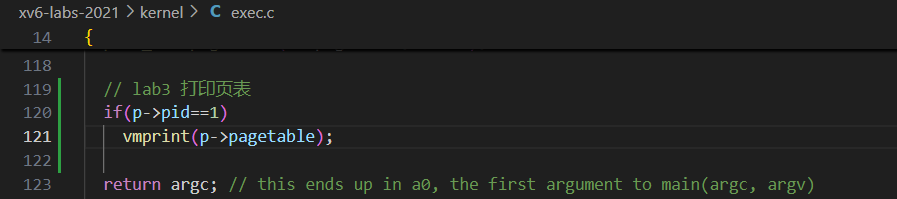 xv6-labs-2021 > kernel > C exec.c
14 {
118
119 // lab3 打印页表
120 if(p->pid==1)
121 vmprint(p->pagetable);
122
123 return argc; // this ends up in a0, the first argument to main(argc, argv)